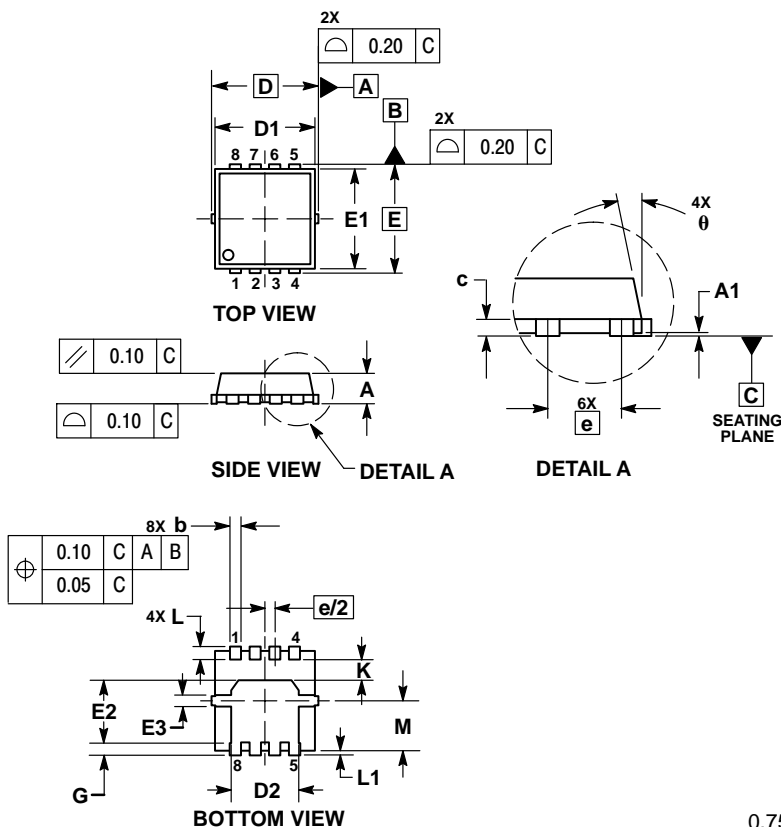 2X
⌓ 0.20 C
D A
B
D1
2X
⌓ 0.20 C
8 7 6 5
E1 E
1 2 3 4
TOP VIEW
4X
θ
c
A1
C
SEATING
PLANE
6X
e
DETAIL A
⫽ 0.10 C
A
⌓ 0.10 C
SIDE VIEW
DETAIL A
8X b
⌖ 0.10 C A B
0.05 C
e/2
4X L
1 4
K
E2
E3
M
8 5
G
D2
L1
BOTTOM VIEW